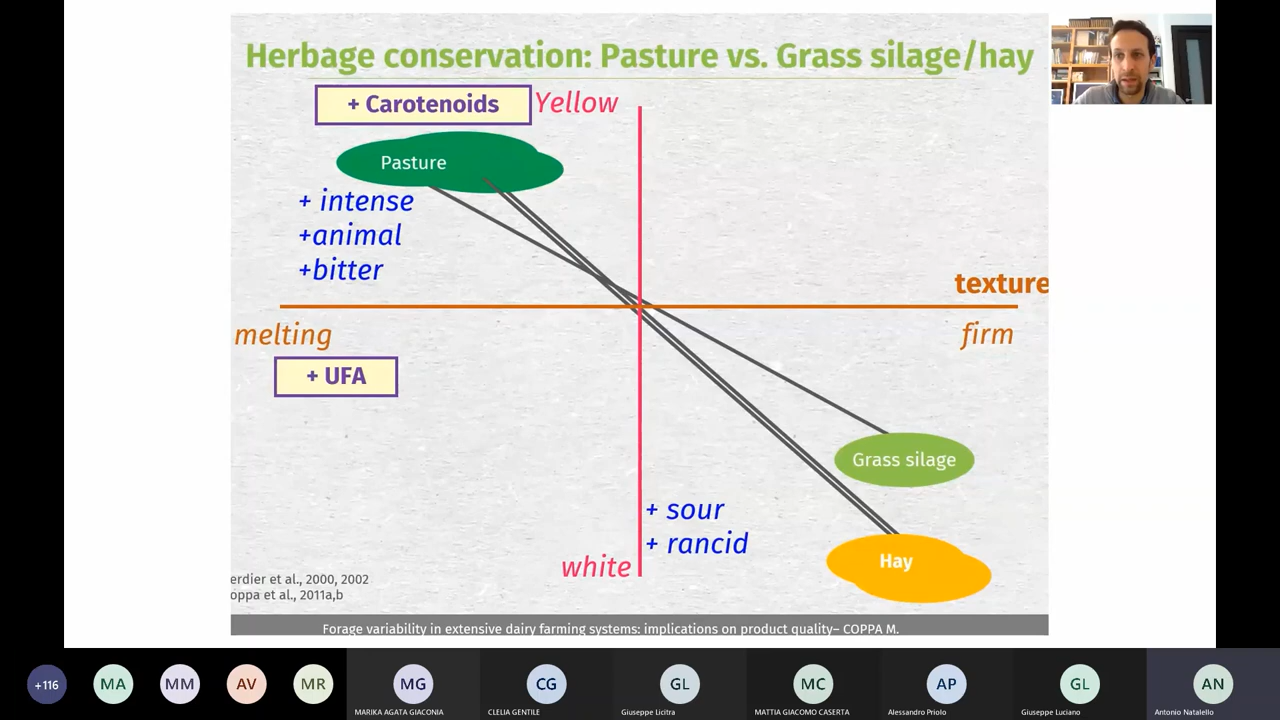 Herbage conservation: Pasture vs. Grass silage/hay
+ Carotenoids
Yellow
Pasture
+ intense
+animal
+bitter
texture
melting
firm
+ UFA
Grass silage
+ sour
+ rancid
Hay
white
erdier et al., 2000, 2002
oppa et al., 2011a,b
Forage variability in extensive dairy farming systems: implications on product quality– COPPA M.
+116
MA
MM
AV
MR
MG
CG
GL
MC
AP
GL
AN
MARIKA AGATA GIACONIA
CLELIA GENTILE
Giuseppe Licitra
MATTIA GIACOMO CASERTA
Alessandro Priolo
Giuseppe Luciano
Antonio Natalello